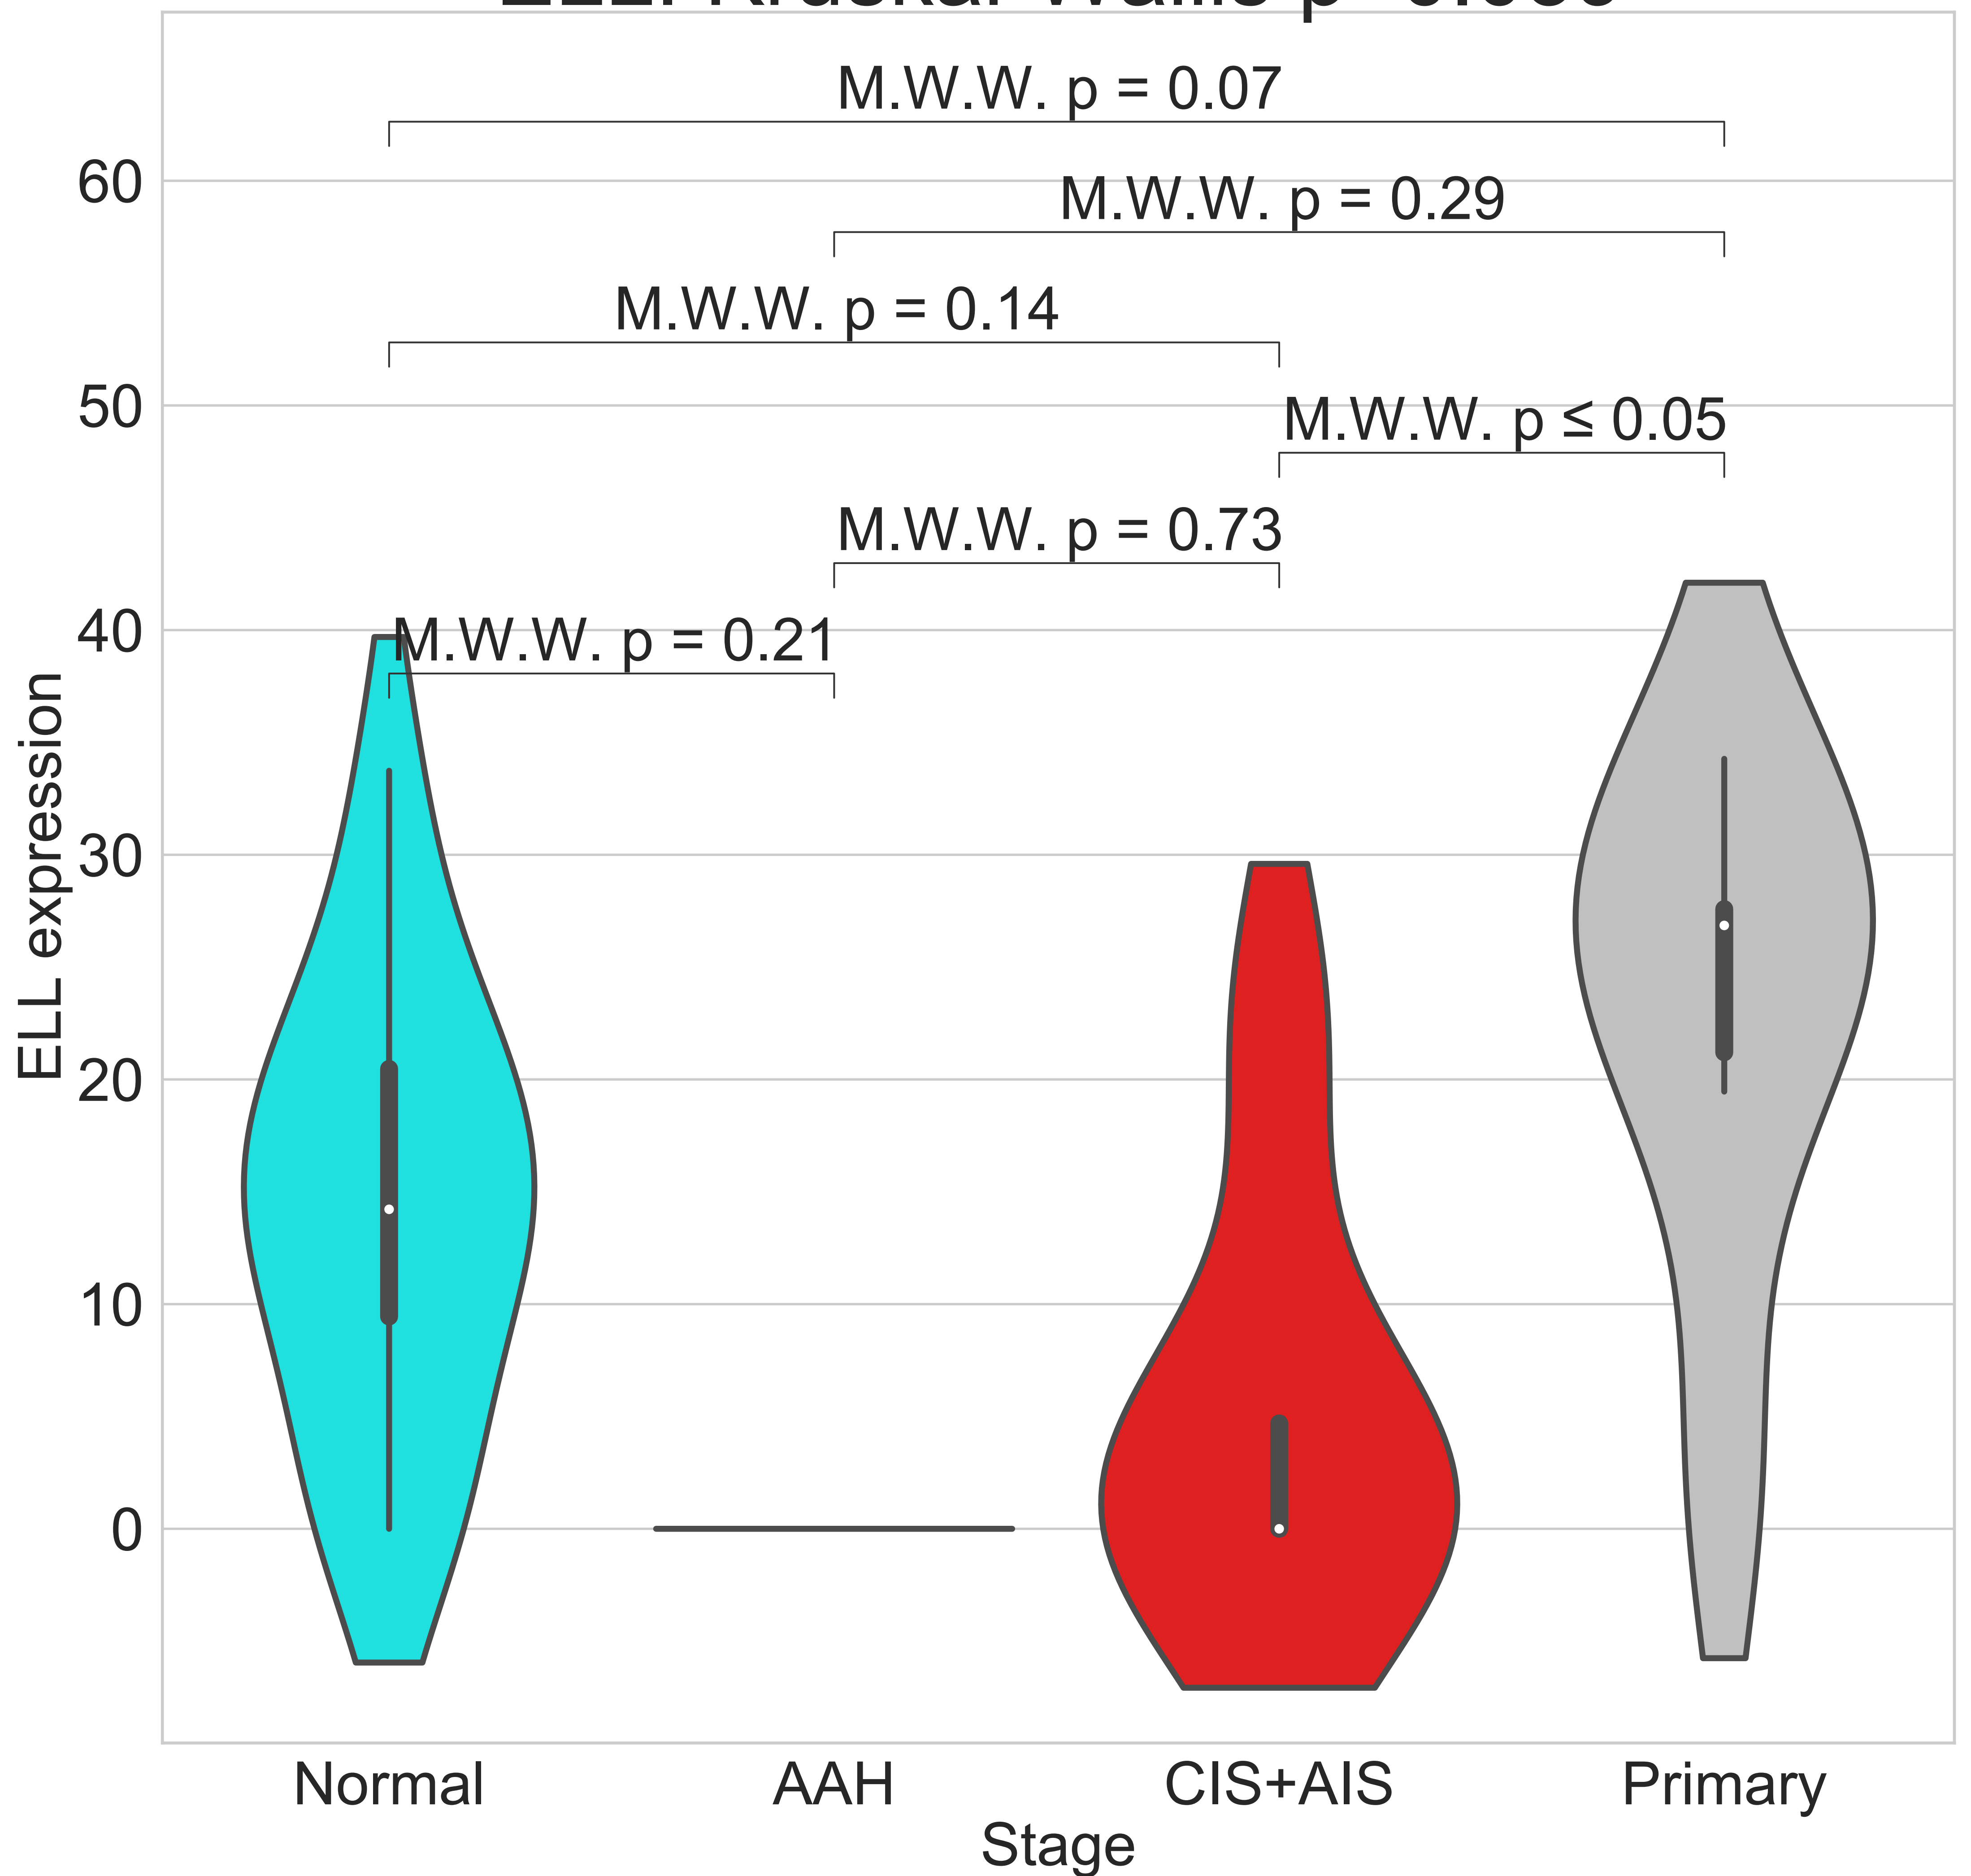 M.W.W. p = 0.07
M.W.W. p = 0.29
M.W.W. p = 0.14
M.W.W. p ≤ 0.05
M.W.W. p = 0.73
M.W.W. p = 0.21
60
50
40
30
20
10
0
ELL expression
Normal AAH CIS+AIS Primary
Stage